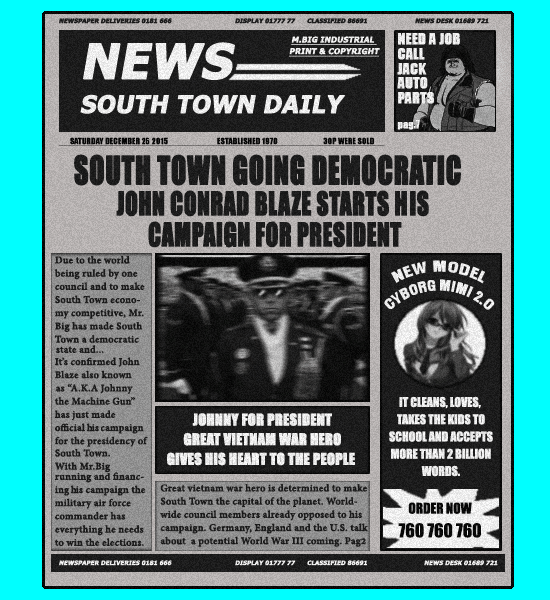 NEWSPAPER DELIVERIES 0181 666 DISPLAY 01777 77 CLASSIFIED 86691 NEWS DESK 01689 721
M.BIG INDUSTRIAL
PRINT & COPYRIGHT
NEWS
SOUTH TOWN DAILY
NEED A JOB
CALL
JACK
AUTO
PARTS
pag.7
SATURDAY DECEMBER 25 2015 ESTABLISHED 1970 30P WERE SOLD
SOUTH TOWN GOING DEMOCRATIC
JOHN CONRAD BLAZE STARTS HIS
CAMPAIGN FOR PRESIDENT
Due to the world
being ruled by one
council and to make
South Town econo-
my competitive, Mr.
Big has made South
Town a democratic
state and...
It's confirmed John
Blaze also known
as "A.K.A Johnny
the Machine Gun"
has just made
official his campaign
for the presidency of
South Town.
With Mr.Big
running and financ-
ing his campaign the
military air force
commander has
everything he needs
to win the elections.
JOHNNY FOR PRESIDENT
GREAT VIETNAM WAR HERO
GIVES HIS HEART TO THE PEOPLE
Great vietnam war hero is determined to make
South Town the capital of the planet. World-
wide council members already opposed to his
campaign. Germany, England and the U.S. talk
about a potential World War III coming. Pag2
NEW MODEL
CYBORG MIMI 2.0
IT CLEANS, LOVES,
TAKES THE KIDS TO
SCHOOL AND ACCEPTS
MORE THAN 2 BILLION
WORDS.
ORDER NOW
760 760 760
NEWSPAPER DELIVERIES 0181 666 DISPLAY 01777 77 CLASSIFIED 86691 NEWS DESK 01689 721